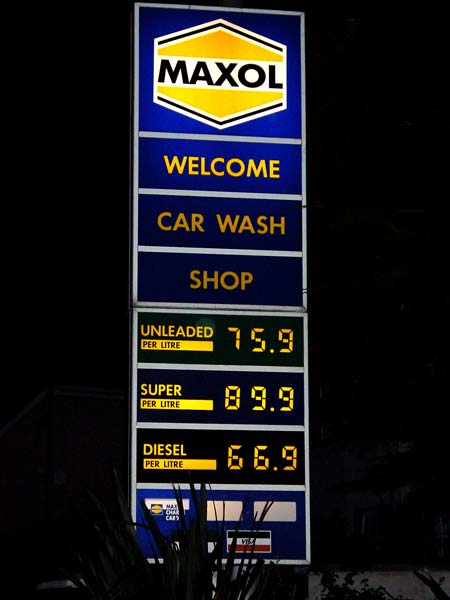 MAXOL
WELCOME
CAR WASH
SHOP
UNLEADED
PER LITRE
75.9
SUPER
PER LITRE
89.9
DIESEL
PER LITRE
66.9
VISA